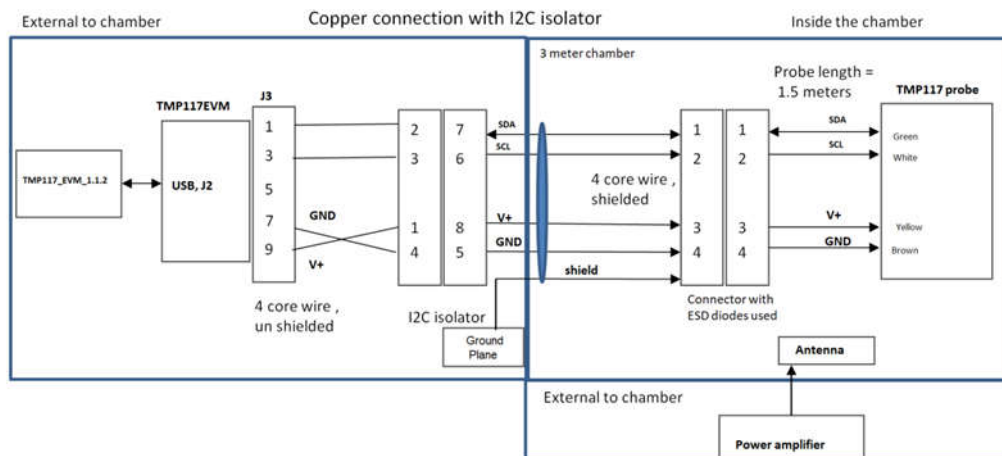 External to chamber
Copper connection with I2C isolator
Inside the chamber
3 meter chamber
Probe length =
1.5 meters
TMP117EVM
J3
TMP117 probe
TMP117_EVM_1.1.2
USB, J2
1
3
5
7
9
GND
V+
2
3
1
4
7
6
8
5
SDA
SCL
V+
GND
shield
4 core wire ,
shielded
1
2
3
4
1
2
3
4
SDA
SCL
V+
GND
Green
White
Yellow
Brown
4 core wire ,
un shielded
I2C isolator
Ground
Plane
Connector with
ESD diodes used
Antenna
External to chamber
Power amplifier